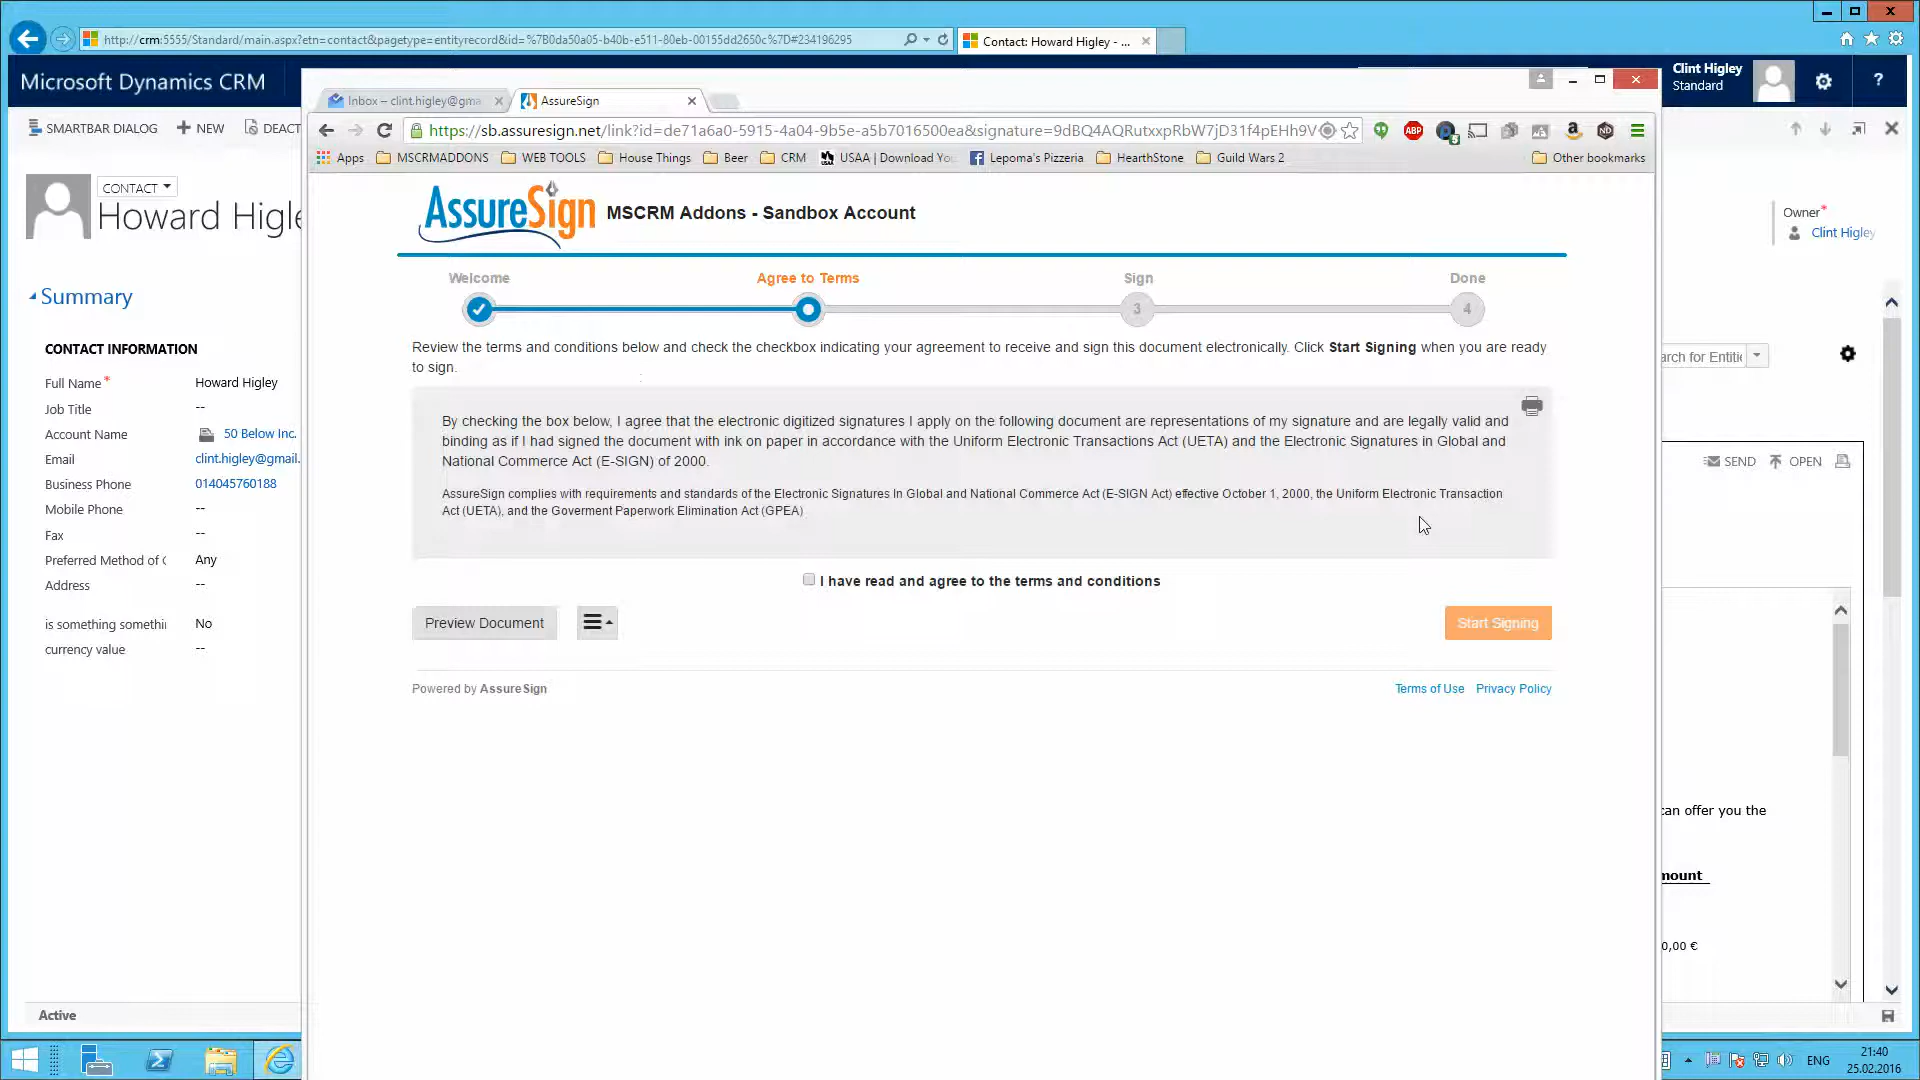 http://crm:5555/Standard/main.aspx?etn=contact&pagetype=entityrecord&id=%7B0da50a05-b40b-e511-80eb-00155dd2650c%7D#234196295
Contact: Howard Higley - ...
Microsoft Dynamics CRM
Clint Higley
Standard
?
SMARTBAR DIALOG
NEW
DEACT
Inbox – clint.higley@gma
AssureSign
https://sb.assuresign.net/link?id=de71a6a0-5915-4a04-9b5e-a5b7016500ea&signature=9dBQ4AQRutxxpRbW7jD31f4pEHh9V
ABP
ND
Apps
MSCRMADDONS
WEB TOOLS
House Things
Beer
CRM
USAA | Download Yo
Lepoma's Pizzeria
HearthStone
Guild Wars 2
Other bookmarks
CONTACT
Howard Higle
Owner*
Clint Higley
AssureSign
MSCRM Addons - Sandbox Account
Welcome
Agree to Terms
Sign
Done
3
4
Review the terms and conditions below and check the checkbox indicating your agreement to receive and sign this document electronically. Click Start Signing when you are ready
to sign.
By checking the box below, I agree that the electronic digitized signatures I apply on the following document are representations of my signature and are legally valid and
binding as if I had signed the document with ink on paper in accordance with the Uniform Electronic Transactions Act (UETA) and the Electronic Signatures in Global and
National Commerce Act (E-SIGN) of 2000.
AssureSign complies with requirements and standards of the Electronic Signatures In Global and National Commerce Act (E-SIGN Act) effective October 1, 2000, the Uniform Electronic Transaction
Act (UETA), and the Goverment Paperwork Elimination Act (GPEA)
I have read and agree to the terms and conditions
Preview Document
Start Signing
Powered by AssureSign
Terms of Use
Privacy Policy
Summary
CONTACT INFORMATION
Full Name*
Howard Higley
Job Title
--
Account Name
50 Below Inc.
Email
clint.higley@gmail.
Business Phone
014045760188
Mobile Phone
--
Fax
--
Preferred Method of C
Any
Address
--
is something somethi
No
currency value
--
arch for Entitie
SEND
OPEN
can offer you the
mount
0,00 €
Active
ENG
21:40
25.02.2016